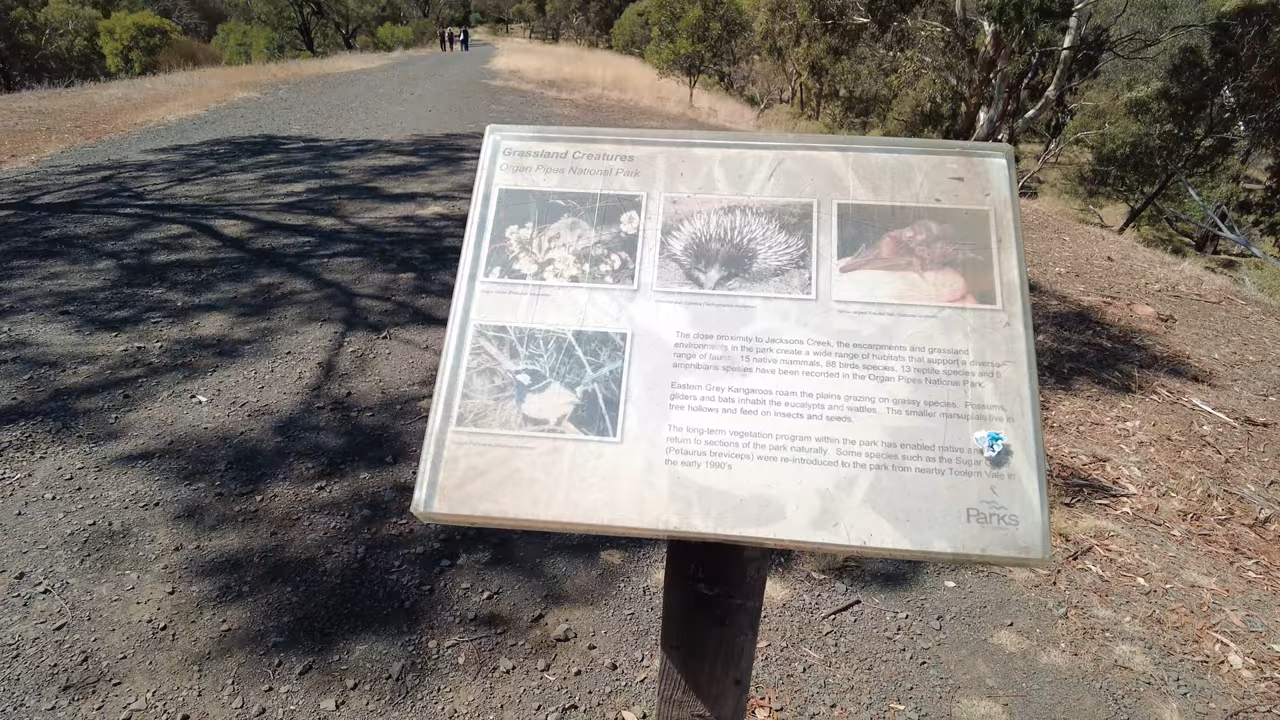 Grassland Creatures
Organ Pipes National Park
The close proximity to Jacksons Creek, the escarpments and grassland
environments in the park create a wide range of habitats that support a diverse
range of fauna. 15 native mammals, 88 birds species, 13 reptile species and 8
amphibians species have been recorded in the Organ Pipes National Park.
Eastern Grey Kangaroos roam the plains grazing on grassy species. Possums,
gliders and bats inhabit the eucalypts and wattles. The smaller marsupials live in
tree hollows and feed on insects and seeds.
The long-term vegetation program within the park has enabled native
return to sections of the park naturally. Some species such as the Sugar
(Petaurus breviceps) were re-introduced to the park from nearby Toolern Vale in
the early 1990's
Parks